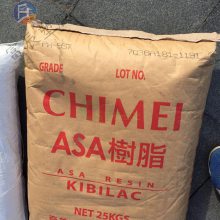 GRADE LOT NO.
CHIMEI
ASA樹脂
ASA RESIN
KIBILAC
NET 25KGS